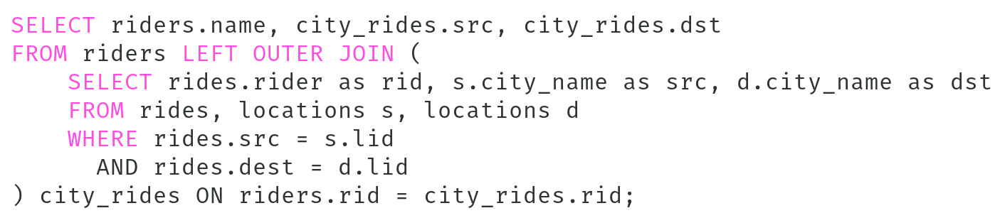 SELECT riders.name, city_rides.src, city_rides.dst
FROM riders LEFT OUTER JOIN (
    SELECT rides.rider as rid, s.city_name as src, d.city_name as dst
    FROM rides, locations s, locations d
    WHERE rides.src = s.lid
      AND rides.dest = d.lid
) city_rides ON riders.rid = city_rides.rid;